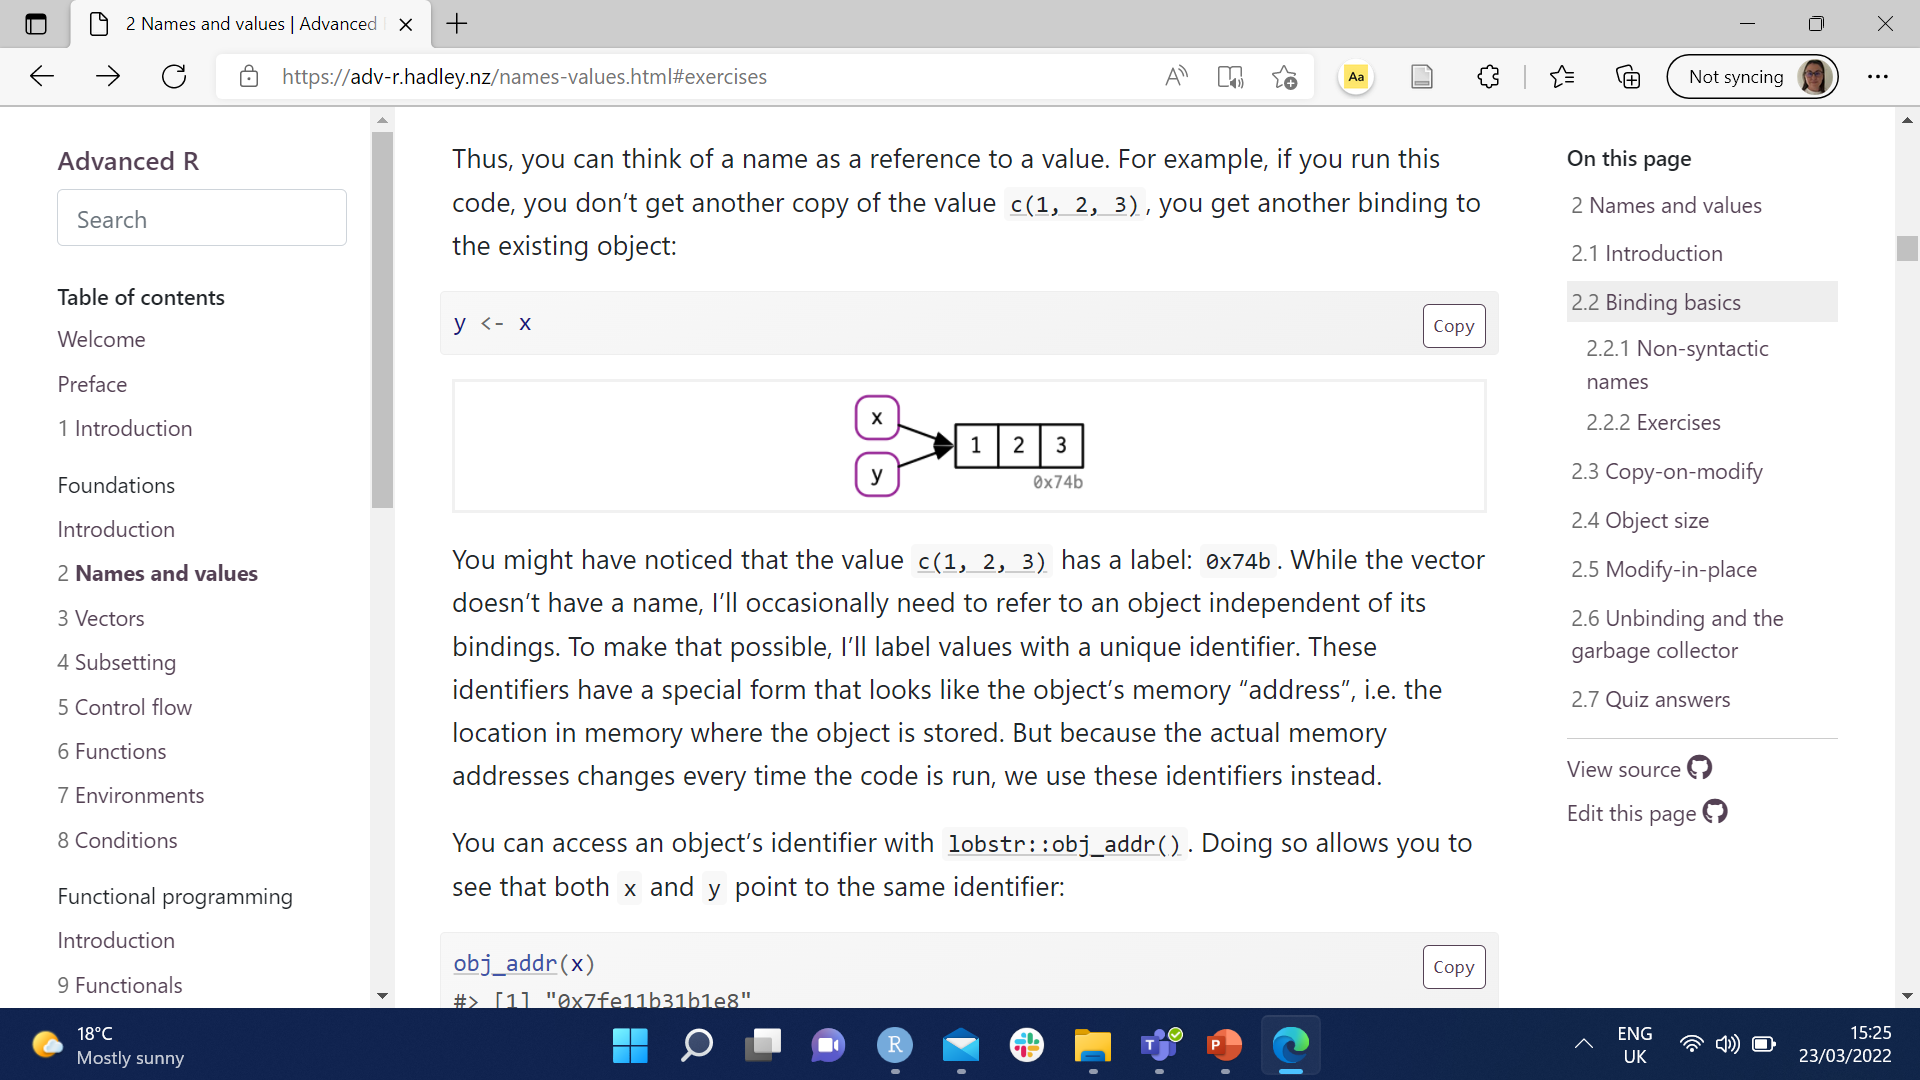 2 Names and values | Advanced
https://adv-r.hadley.nz/names-values.html#exercises
Aa
Not syncing
Advanced R
Search
Table of contents
Welcome
Preface
1 Introduction
Foundations
Introduction
2 Names and values
3 Vectors
4 Subsetting
5 Control flow
6 Functions
7 Environments
8 Conditions
Functional programming
Introduction
9 Functionals
Thus, you can think of a name as a reference to a value. For example, if you run this
code, you don’t get another copy of the value c(1, 2, 3), you get another binding to
the existing object:
y <- x
Copy
x
y
1 2 3
0x74b
You might have noticed that the value c(1, 2, 3) has a label: 0x74b. While the vector
doesn’t have a name, I’ll occasionally need to refer to an object independent of its
bindings. To make that possible, I’ll label values with a unique identifier. These
identifiers have a special form that looks like the object’s memory “address”, i.e. the
location in memory where the object is stored. But because the actual memory
addresses changes every time the code is run, we use these identifiers instead.
You can access an object’s identifier with lobstr::obj_addr(). Doing so allows you to
see that both x and y point to the same identifier:
obj_addr(x)
Copy
#> [1] "0x7fe11b31b1e8"
On this page
2 Names and values
2.1 Introduction
2.2 Binding basics
2.2.1 Non-syntactic
names
2.2.2 Exercises
2.3 Copy-on-modify
2.4 Object size
2.5 Modify-in-place
2.6 Unbinding and the
garbage collector
2.7 Quiz answers
View source
Edit this page
18°C
Mostly sunny
R
T
P
ENG
UK
15:25
23/03/2022